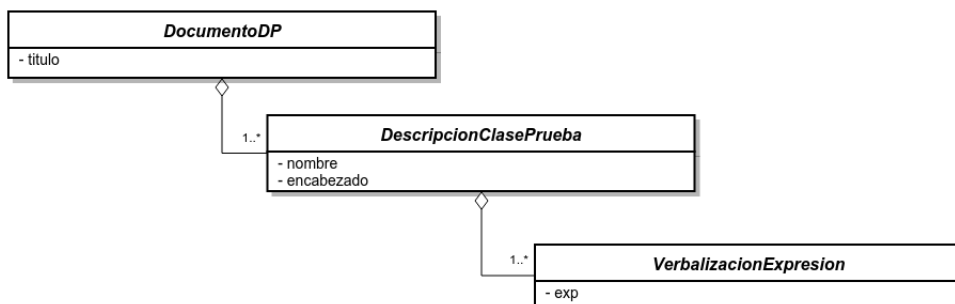 DocumentoDP
- titulo
1..*
DescripcionClasePrueba
- nombre
- encabezado
1..*
VerbalizacionExpresion
- exp